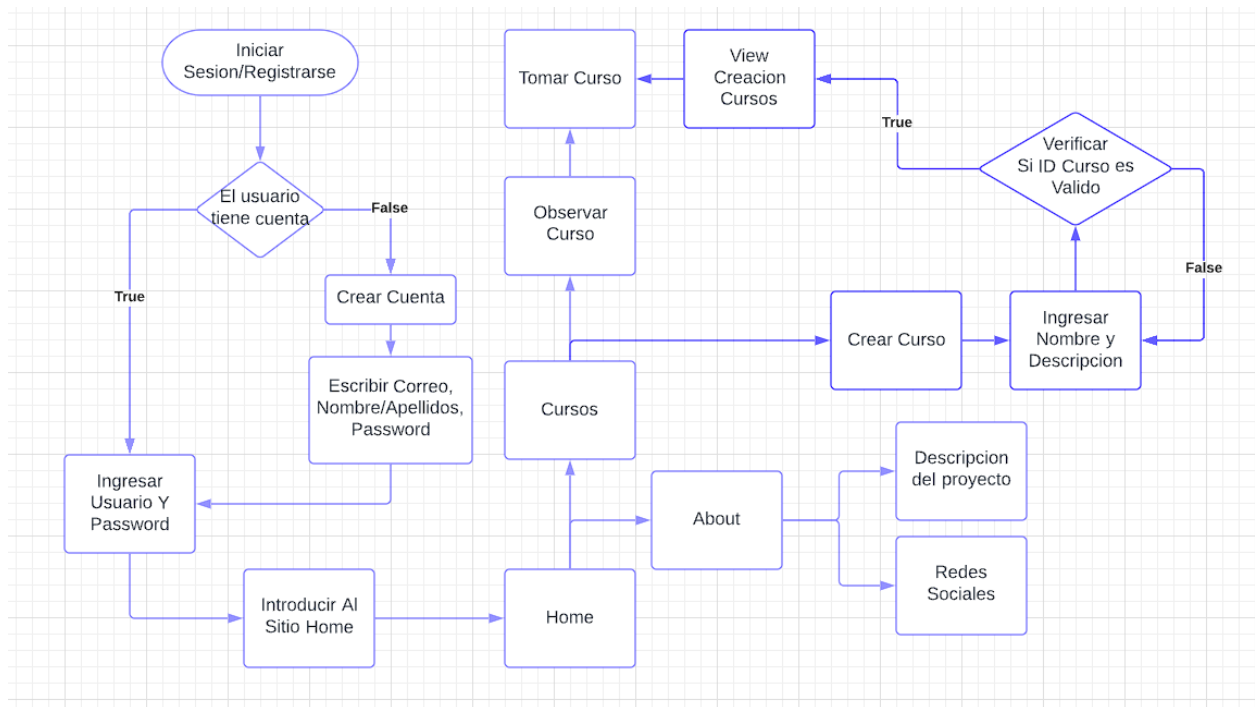 Iniciar
Sesion/Registrarse
El usuario
tiene cuenta
True
False
Crear Cuenta
Escribir Correo,
Nombre/Apellidos,
Password
Ingresar
Usuario Y
Password
Introducir Al
Sitio Home
Home
About
Descripcion
del proyecto
Redes
Sociales
Cursos
Observar
Curso
Tomar Curso
Crear Curso
Ingresar
Nombre y
Descripcion
Verificar
Si ID Curso es
Valido
True
False
View
Creacion
Cursos